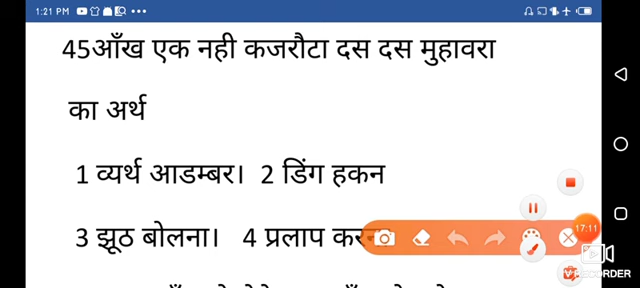 1:21 PM
45आँख एक नही कजरौटा दस दस मुहावरा
का अर्थ
1 व्यर्थ आडम्बर। 2 डिंग हकन
3 झूठ बोलना। 4 प्रलाप
17:11
RECORDER